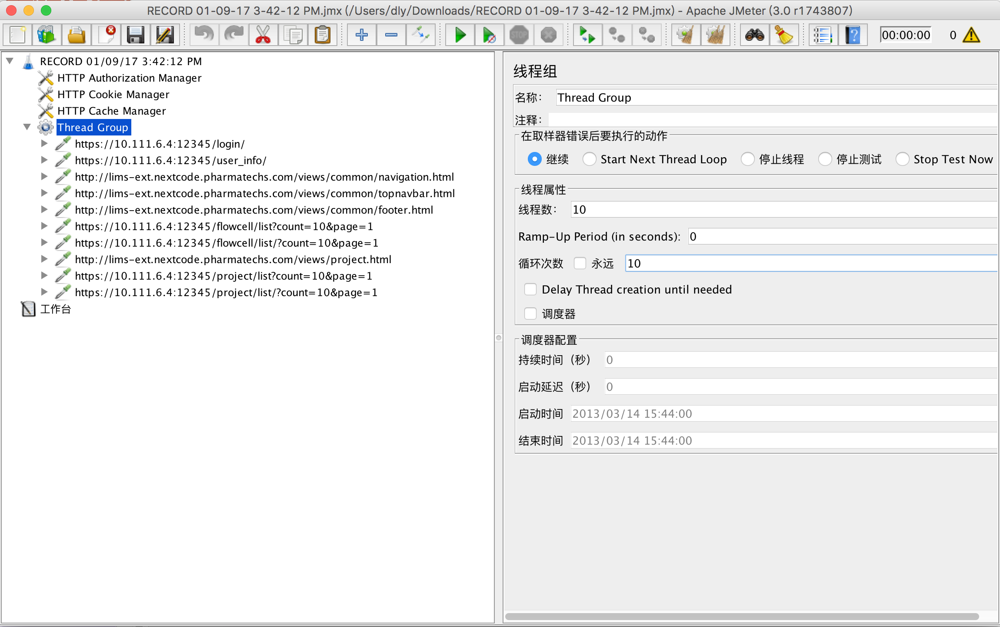 RECORD 01-09-17 3-42-12 PM.jmx (/Users/dly/Downloads/RECORD 01-09-17 3-42-12 PM.jmx) - Apache JMeter (3.0 r1743807)
STOP
00:00:00 0
RECORD 01/09/17 3:42:12 PM
HTTP Authorization Manager
HTTP Cookie Manager
HTTP Cache Manager
Thread Group
https://10.111.6.4:12345/login/
https://10.111.6.4:12345/user_info/
http://lims-ext.nextcode.pharmatechs.com/views/common/navigation.html
http://lims-ext.nextcode.pharmatechs.com/views/common/topnavbar.html
http://lims-ext.nextcode.pharmatechs.com/views/common/footer.html
https://10.111.6.4:12345/flowcell/list?count=10&page=1
https://10.111.6.4:12345/flowcell/list/?count=10&page=1
http://lims-ext.nextcode.pharmatechs.com/views/project.html
https://10.111.6.4:12345/project/list?count=10&page=1
https://10.111.6.4:12345/project/list/?count=10&page=1
工作台
线程组
名称: Thread Group
注释:
在取样器错误后要执行的动作
继续 Start Next Thread Loop 停止线程 停止测试 Stop Test Now
线程属性
线程数: 10
Ramp-Up Period (in seconds): 0
循环次数 永远 10
Delay Thread creation until needed
调度器
调度器配置
持续时间（秒） 0
启动延迟（秒） 0
启动时间 2013/03/14 15:44:00
结束时间 2013/03/14 15:44:00